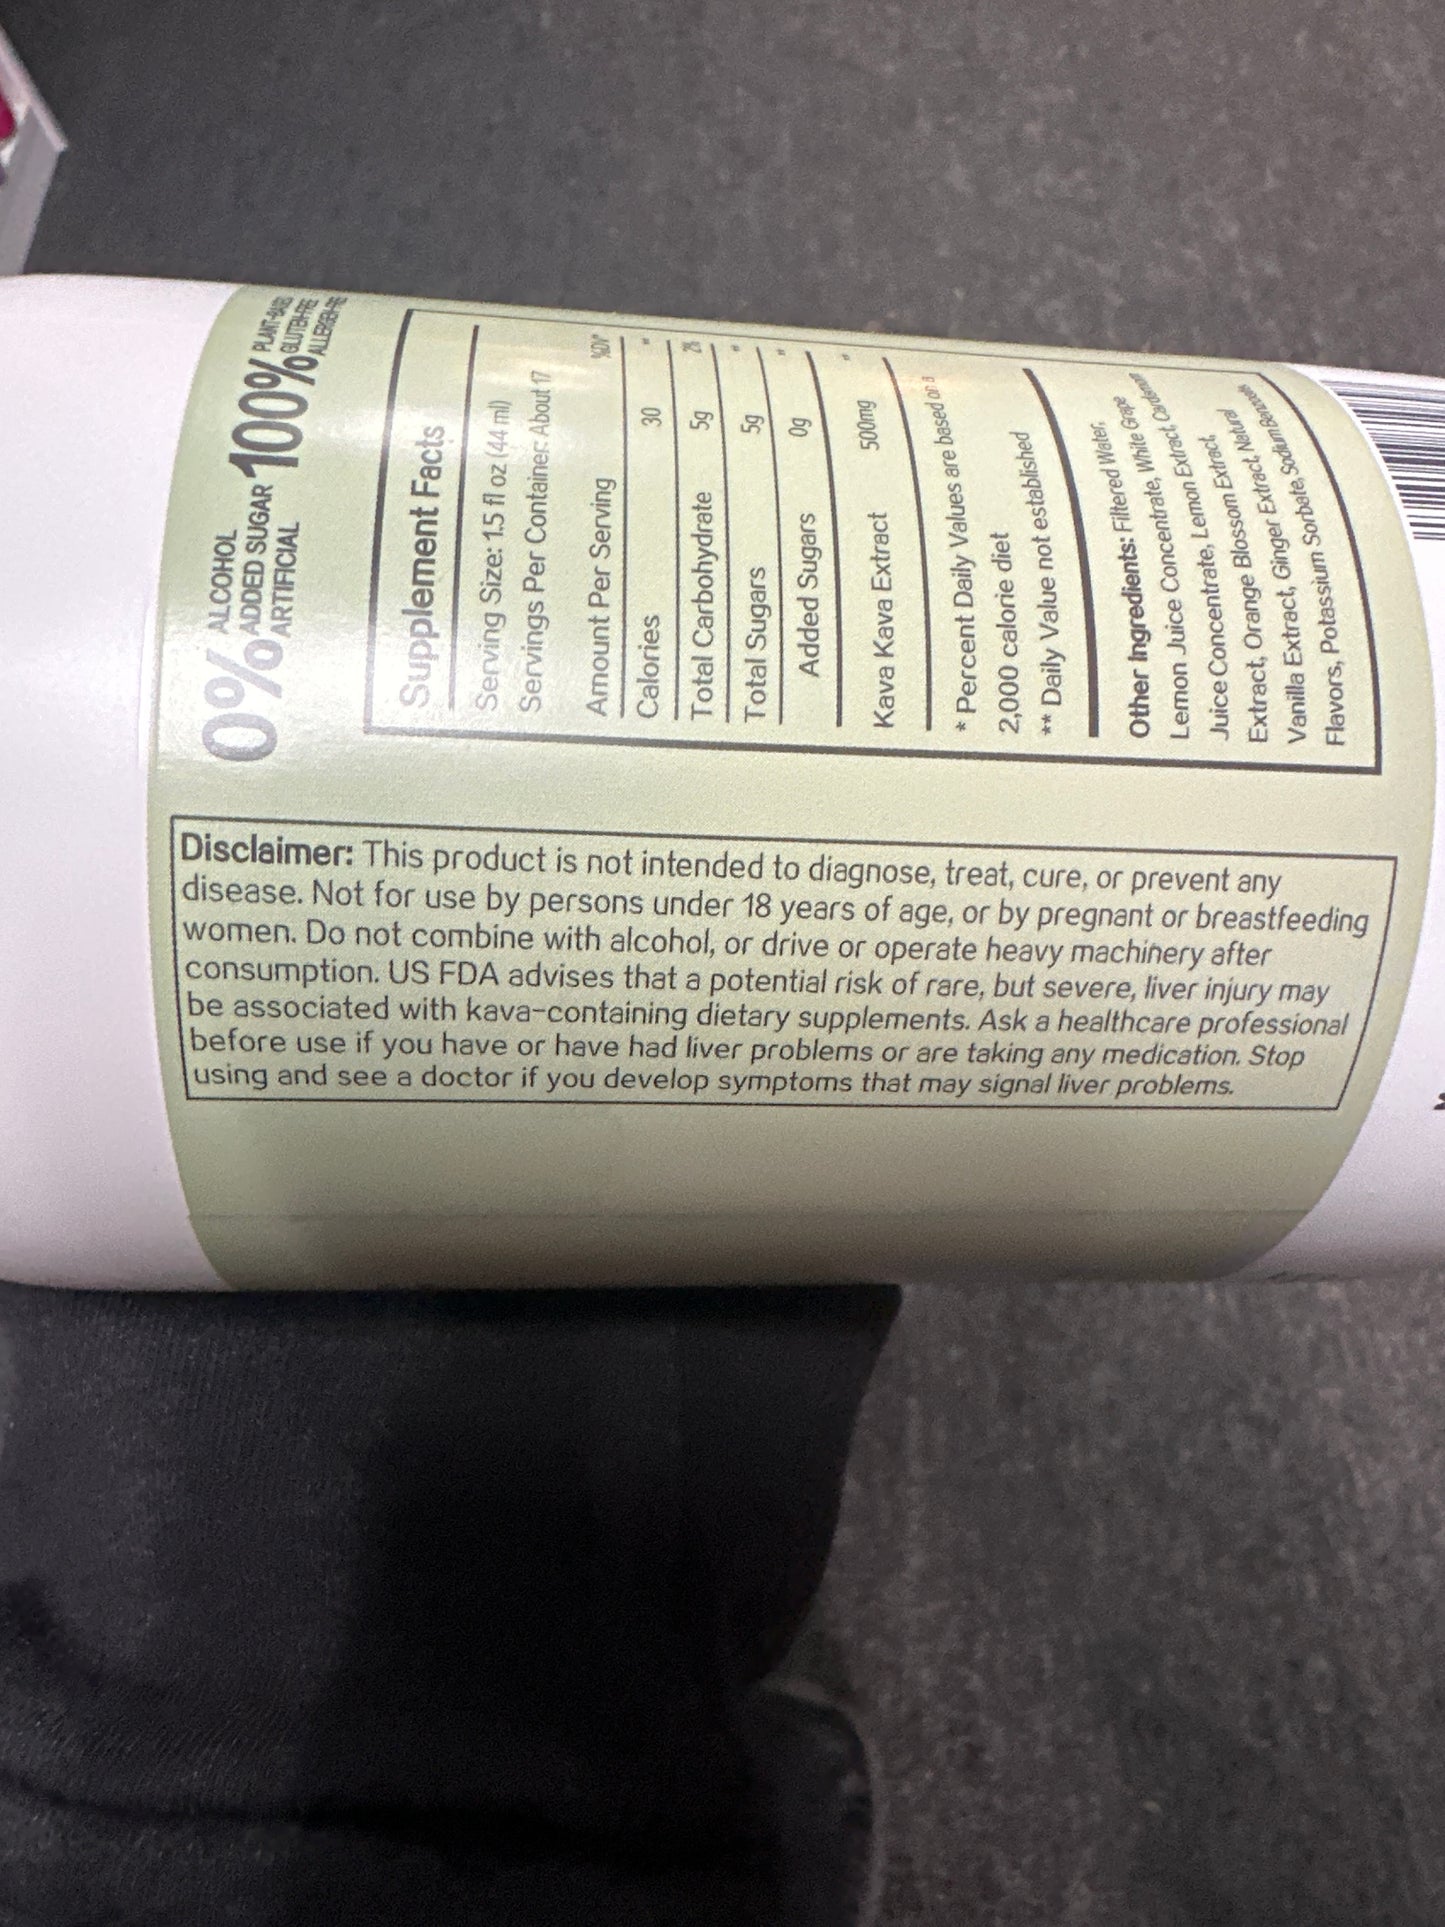 0% ALCOHOL
ADDED SUGAR
ARTIFICIAL
100% PLANT-BASED
GLUTEN-FREE
ALLERGEN-FREE
Supplement Facts
Serving Size: 1.5 fl oz (44 ml)
Servings Per Container: About 17
Amount Per Serving %DV*
Calories 30 **
Total Carbohydrate 5g 2%
Total Sugars 5g **
Added Sugars 0g **
Kava Kava Extract 500mg **
* Percent Daily Values are based on a
2,000 calorie diet
** Daily Value not established
Other Ingredients: Filtered Water,
Lemon Juice Concentrate, White Grape
Juice Concentrate, Lemon Extract, Cardamom
Extract, Orange Blossom Extract,
Vanilla Extract, Ginger Extract, Natural
Flavors, Potassium Sorbate, Sodium Benzoate
Disclaimer: This product is not intended to diagnose, treat, cure, or prevent any
disease. Not for use by persons under 18 years of age, or by pregnant or breastfeeding
women. Do not combine with alcohol, or drive or operate heavy machinery after
consumption. US FDA advises that a potential risk of rare, but severe, liver injury may
be associated with kava-containing dietary supplements. Ask a healthcare professional
before use if you have or have had liver problems or are taking any medication. Stop
using and see a doctor if you develop symptoms that may signal liver problems.